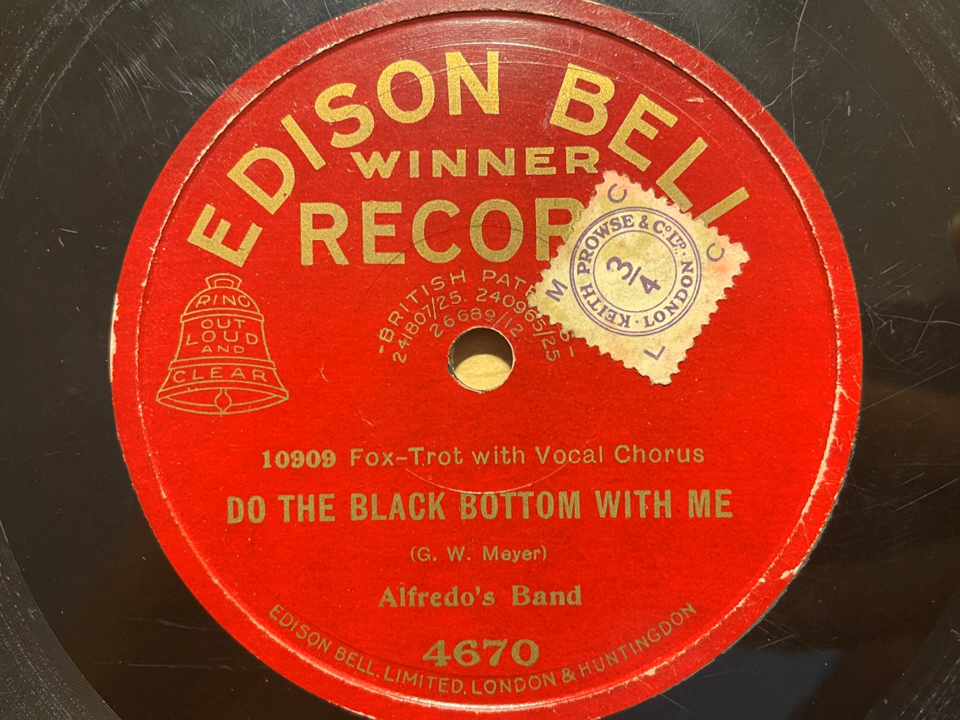 EDISON BELL
WINNER
RECOR
-BRITISH PATE S-
241807/25. 240965/25
26689/12.
RING
OUT
LOUD
AND
CLEAR
C
C
M
L
KEITH PROWSE & Co. LTD. LONDON
3/4
10909 Fox-Trot with Vocal Chorus
DO THE BLACK BOTTOM WITH ME
(G. W. Meyer)
Alfredo's Band
4670
EDISON BELL, LIMITED, LONDON & HUNTINGDON